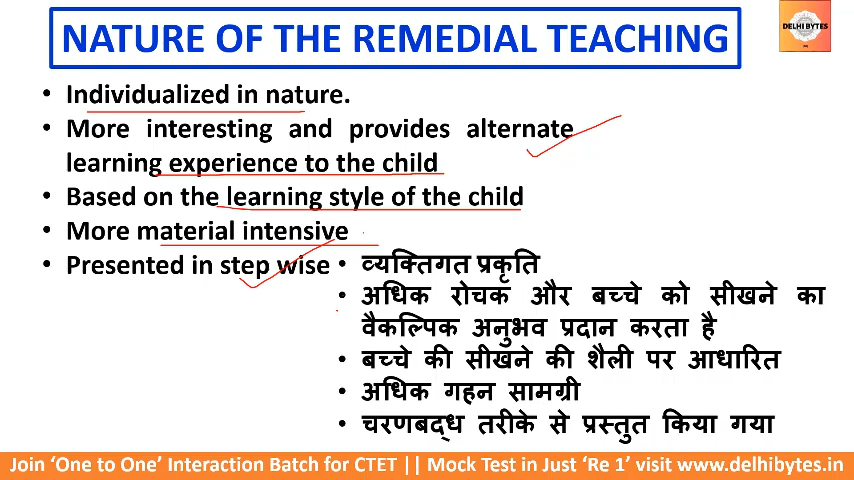 NATURE OF THE REMEDIAL TEACHING
DELHI BYTES
• Individualized in nature.
• More interesting and provides alternate
learning experience to the child
• Based on the learning style of the child
• More material intensive
• Presented in step wise
• व्यक्तिगत प्रकृति
• अधिक रोचक और बच्चे को सीखने का
वैकल्पिक अनुभव प्रदान करता है
• बच्चे की सीखने की शैली पर आधारित
• अधिक गहन सामग्री
• चरणबद्ध तरीके से प्रस्तुत किया गया
Join ‘One to One’ Interaction Batch for CTET || Mock Test in Just ‘Re 1’ visit www.delhibytes.in